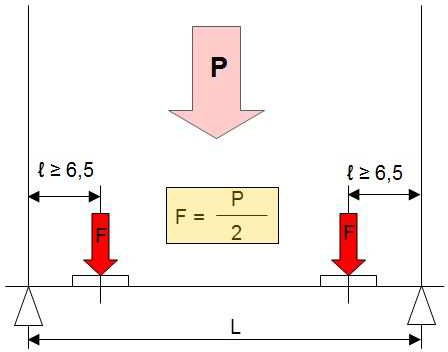 P
ℓ ≥ 6,5
ℓ ≥ 6,5
F = P
2
F
F
L